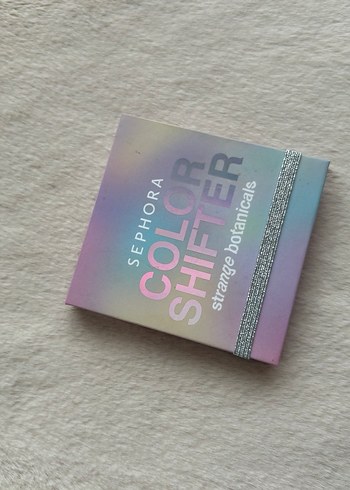 SEPHORA
COLOR
SHIFTER
strange botanicals